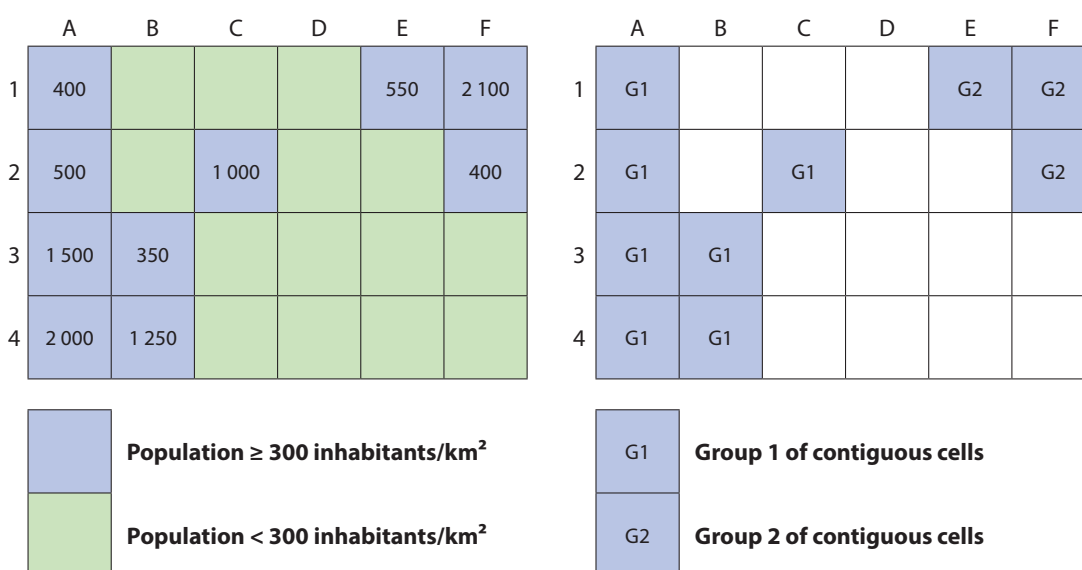 A B C D E F A B C D E F
1 400 550 2 100 1 G1 G2 G2
2 500 1 000 400 2 G1 G1 G2
3 1 500 350 3 G1 G1
4 2 000 1 250 4 G1 G1
Population ≥ 300 inhabitants/km² G1 Group 1 of contiguous cells
Population < 300 inhabitants/km² G2 Group 2 of contiguous cells